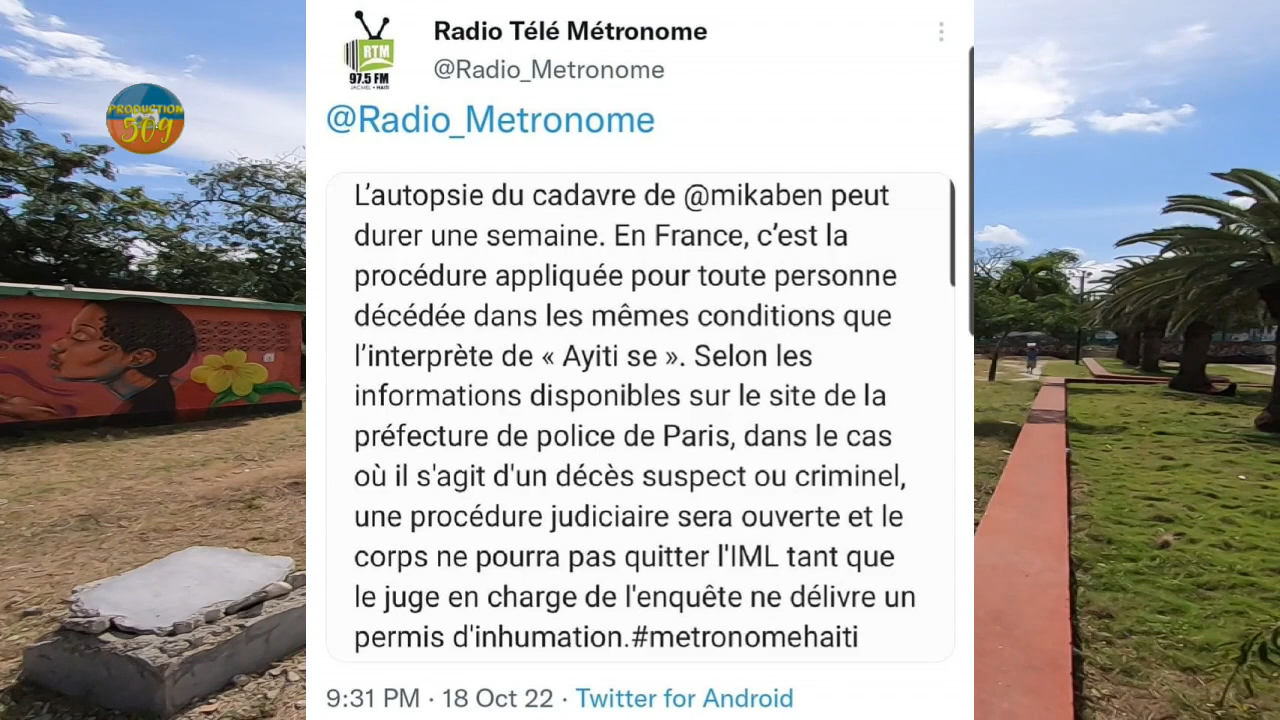 PRODUCTION
509
RTM
97.5 FM
JACMEL • HAITI
Radio Télé Métronome
@Radio_Metronome
@Radio_Metronome
L’autopsie du cadavre de @mikaben peut
durer une semaine. En France, c’est la
procédure appliquée pour toute personne
décédée dans les mêmes conditions que
l’interprète de « Ayiti se ». Selon les
informations disponibles sur le site de la
préfecture de police de Paris, dans le cas
où il s'agit d'un décès suspect ou criminel,
une procédure judiciaire sera ouverte et le
corps ne pourra pas quitter l'IML tant que
le juge en charge de l'enquête ne délivre un
permis d'inhumation.#metronomehaiti
9:31 PM · 18 Oct 22 · Twitter for Android